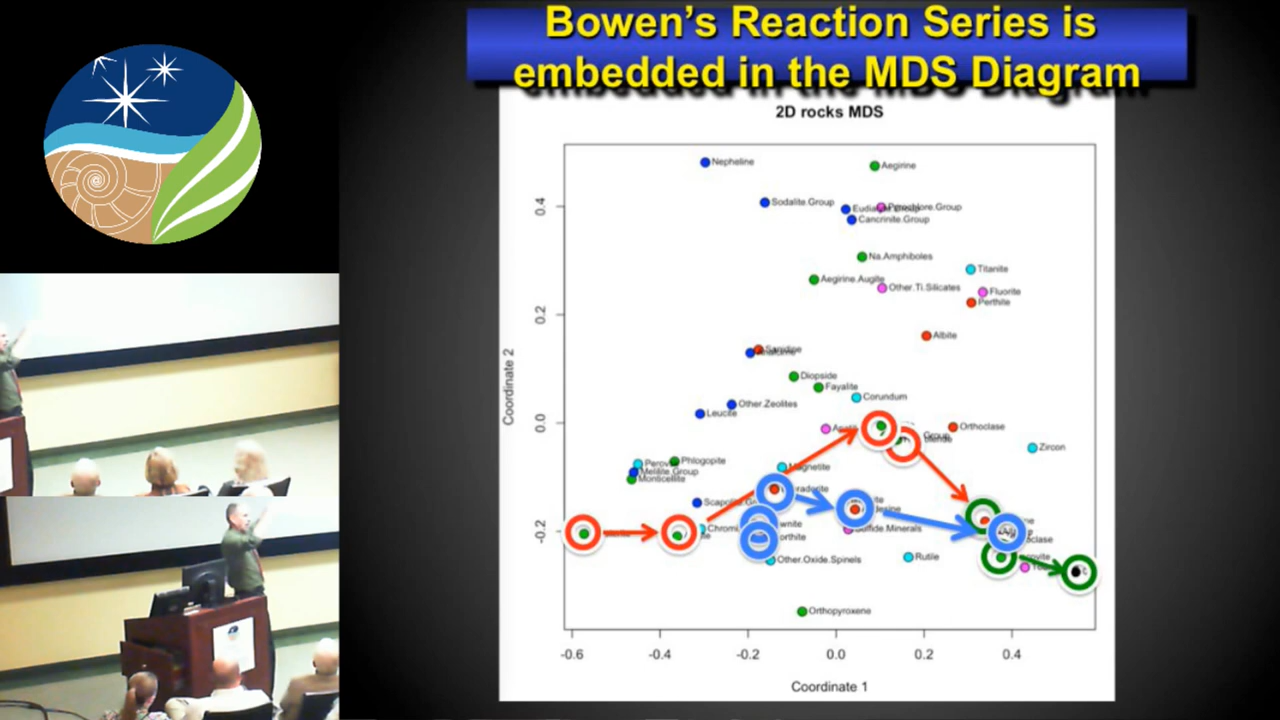 Bowen's Reaction Series is
embedded in the MDS Diagram
2D rocks MDS
Nepheline
Aegirine
Sodalite.Group
Cancrinite.Group
Na.Amphiboles
Aegirine.Augite
Titanite
Other.Ti.Silicates
Fluorite
Perthite
Albite
Sanidine
Diopside
Fayalite
Corundum
Other.Zeolites
Leucite
Orthoclase
Group
Zircon
Phlogopite
Melilite.Group
Monticellite
Magnetite
Rutile
Other.Oxide.Spinels
Orthopyroxene
0.4
0.2
0.0
-0.2
Coordinate 2
-0.6 -0.4 -0.2 0.0 0.2 0.4
Coordinate 1